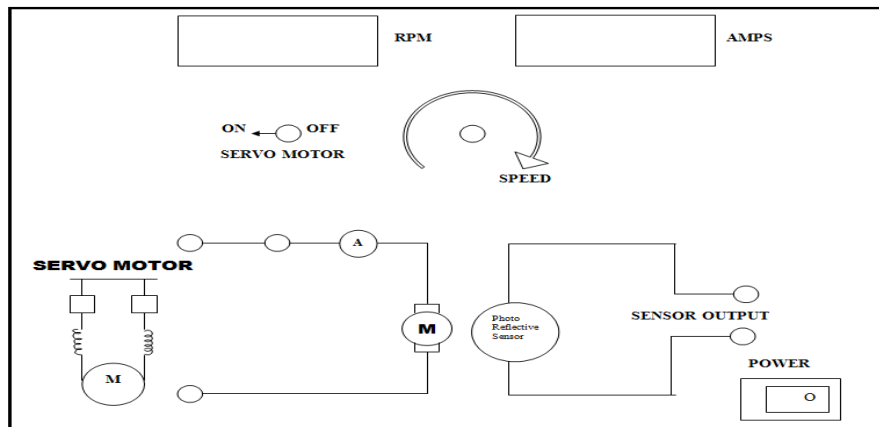 RPM
AMPS
ON
OFF
SERVO MOTOR
SPEED
A
SERVO MOTOR
M
M
Photo
Reflective
Sensor
SENSOR OUTPUT
POWER
O